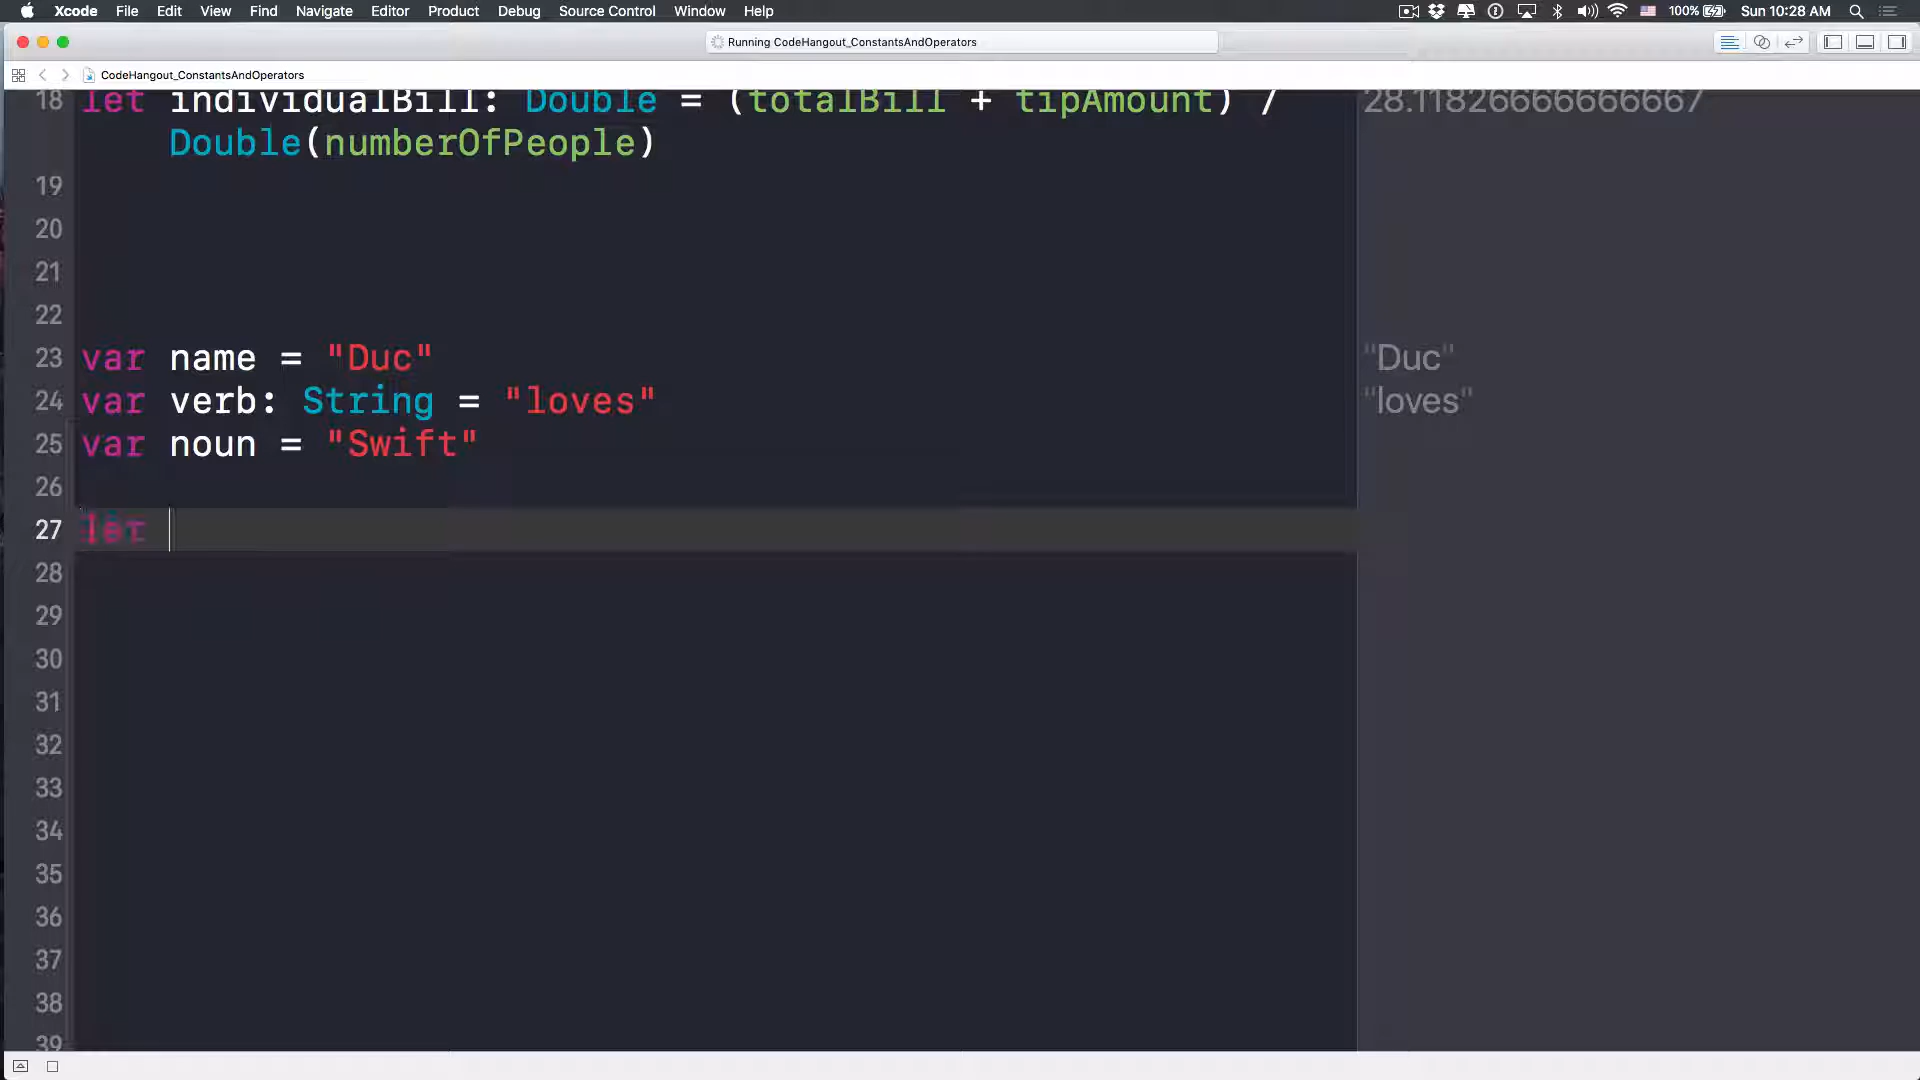 Xcode File Edit View Find Navigate Editor Product Debug Source Control Window Help 100% Sun 10:28 AM
Running CodeHangout_ConstantsAndOperators
CodeHangout_ConstantsAndOperators
18 let individualBill: Double = (totalBill + tipAmount) / 28.118266666666667
Double(numberOfPeople)
19
20
21
22
23 var name = "Duc" "Duc"
24 var verb: String = "loves" "loves"
25 var noun = "Swift"
26
27
28
29
30
31
32
33
34
35
36
37
38
39